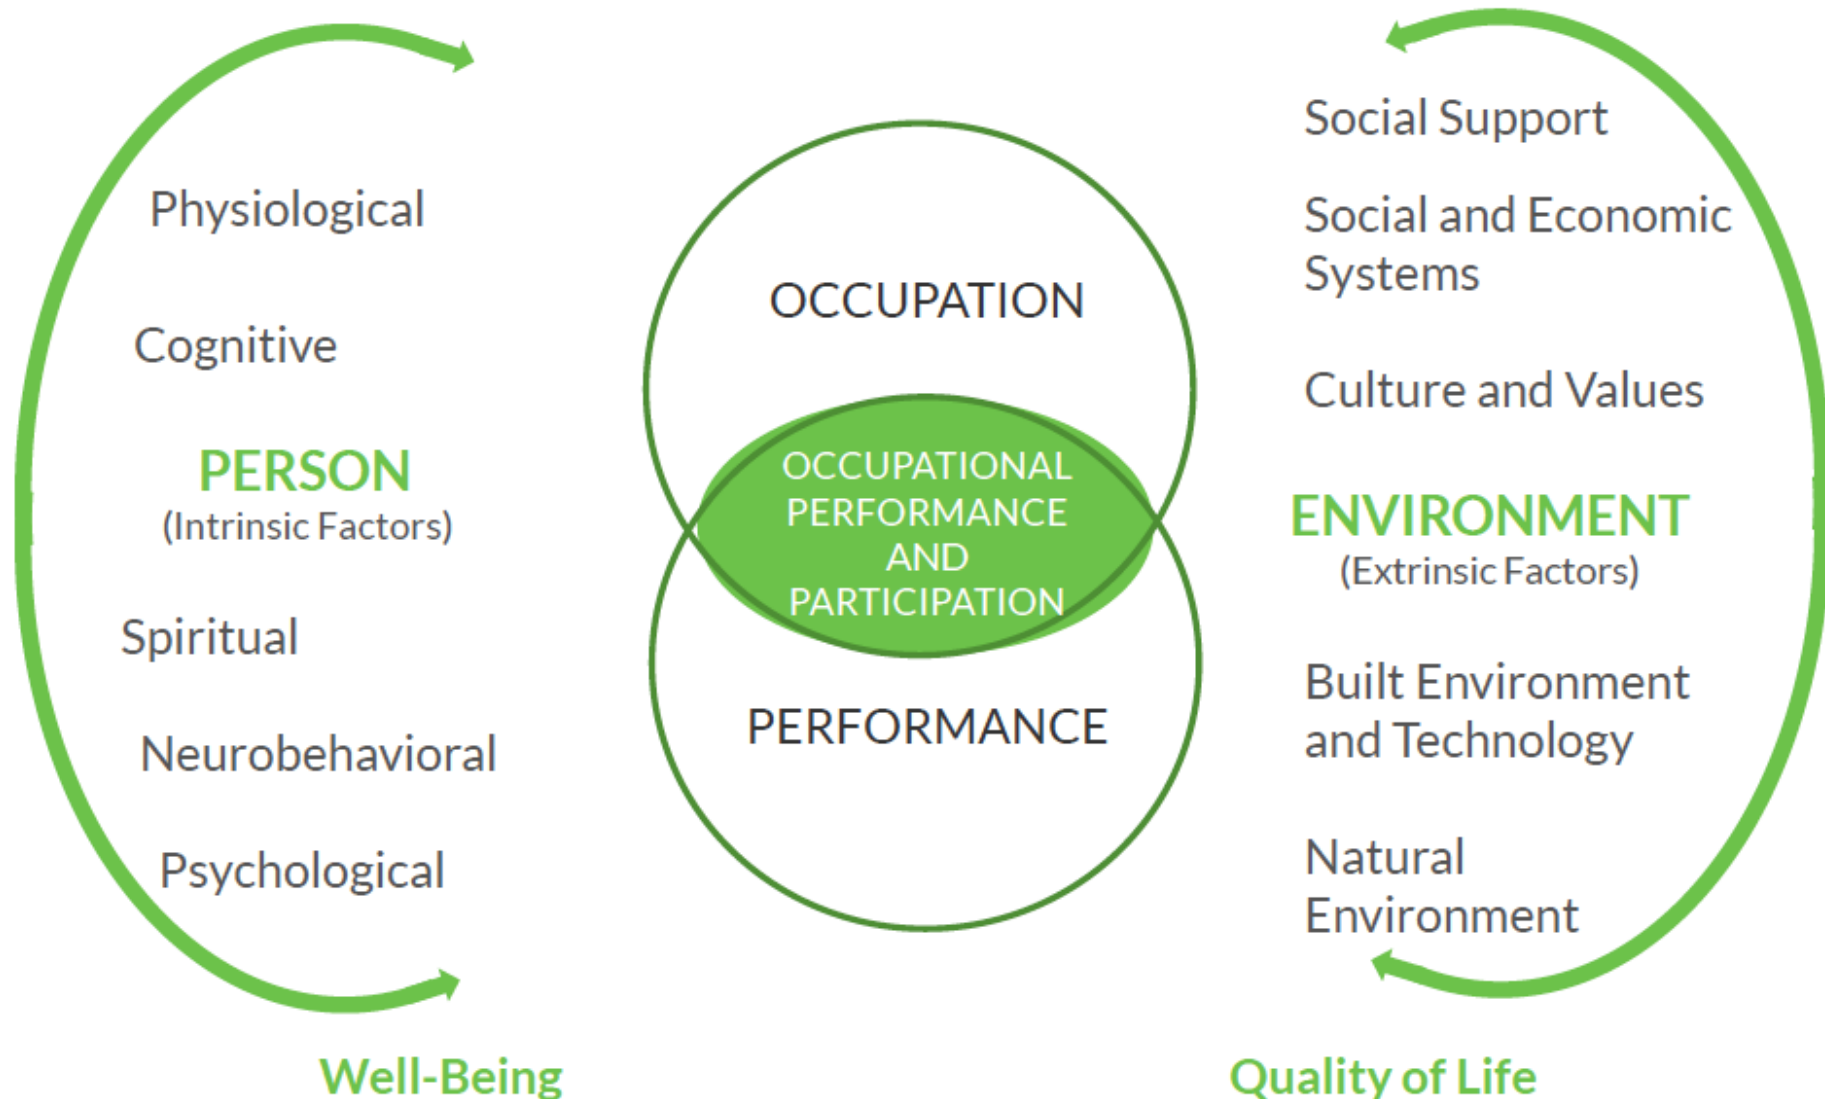 Physiological
Cognitive
PERSON
(Intrinsic Factors)
Spiritual
Neurobehavioral
Psychological
OCCUPATION
OCCUPATIONAL
PERFORMANCE
AND
PARTICIPATION
PERFORMANCE
Social Support
Social and Economic
Systems
Culture and Values
ENVIRONMENT
(Extrinsic Factors)
Built Environment
and Technology
Natural
Environment
Well-Being
Quality of Life